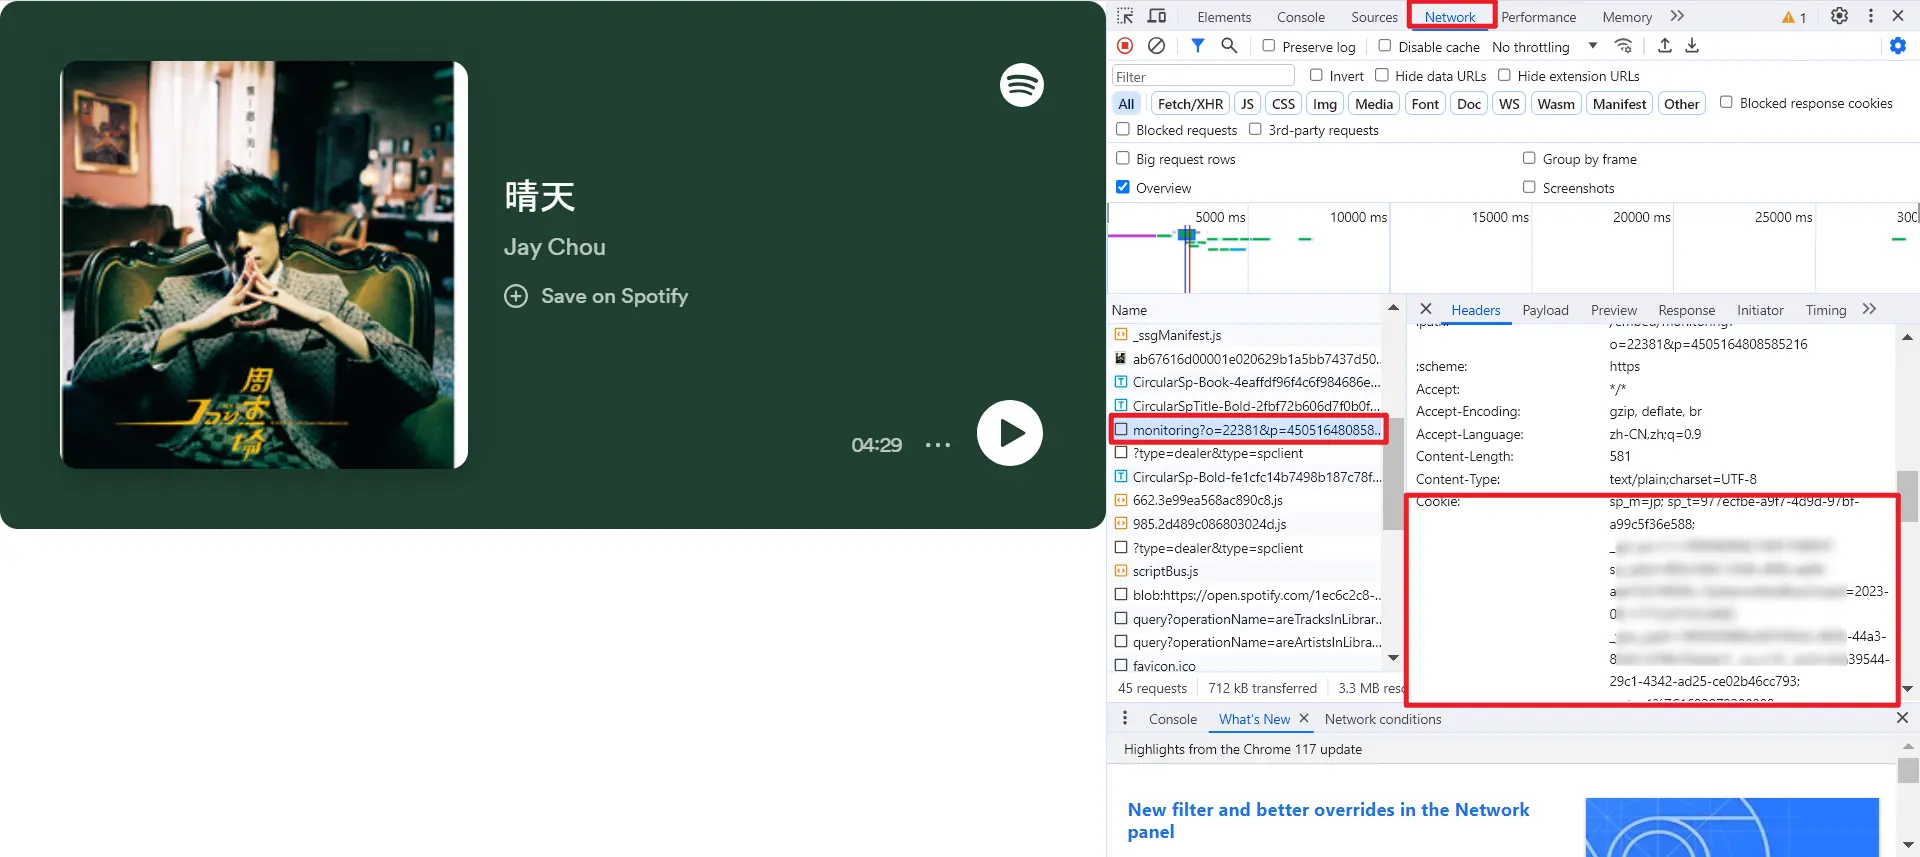 晴天
Jay Chou
Save on Spotify
04:29
周
杰
倫
Jay
Elements Console Sources Network Performance Memory 1
Preserve log Disable cache No throttling
Filter Invert Hide data URLs Hide extension URLs
All Fetch/XHR JS CSS Img Media Font Doc WS Wasm Manifest Other Blocked response cookies
Blocked requests 3rd-party requests
Big request rows Group by frame
Overview Screenshots
5000 ms 10000 ms 15000 ms 20000 ms 25000 ms 300
Name
_ssgManifest.js
ab67616d00001e020629b1a5bb7437d50...
CircularSp-Book-4eaffdf96f4c6f984686e...
CircularSpTitle-Bold-2fbf72b606d7f0b0f...
monitoring?o=22381&p=450516480858...
?type=dealer&type=spclient
CircularSp-Bold-fe1cfc14b7498b187c78f...
662.3e99ea568ac890c8.js
985.2d489c086803024d.js
?type=dealer&type=spclient
scriptBus.js
blob:https://open.spotify.com/1ec6c2c8-...
query?operationName=areTracksInLibrar...
query?operationName=areArtistsInLibra...
favicon.ico
45 requests 712 kB transferred 3.3 MB resc
Headers Payload Preview Response Initiator Timing
:path: /embed/monitoring?
o=22381&p=4505164808585216
:scheme: https
Accept: */*
Accept-Encoding: gzip, deflate, br
Accept-Language: zh-CN,zh;q=0.9
Content-Length: 581
Content-Type: text/plain;charset=UTF-8
Cookie: sp_m=jp; sp_t=977ecfbe-a9f7-4d9d-97bf-
a99c5f36e588;
=2023-
-44a3-
a39544-
29c1-4342-ad25-ce02b46cc793;
Console What's New Network conditions
Highlights from the Chrome 117 update
New filter and better overrides in the Network
panel